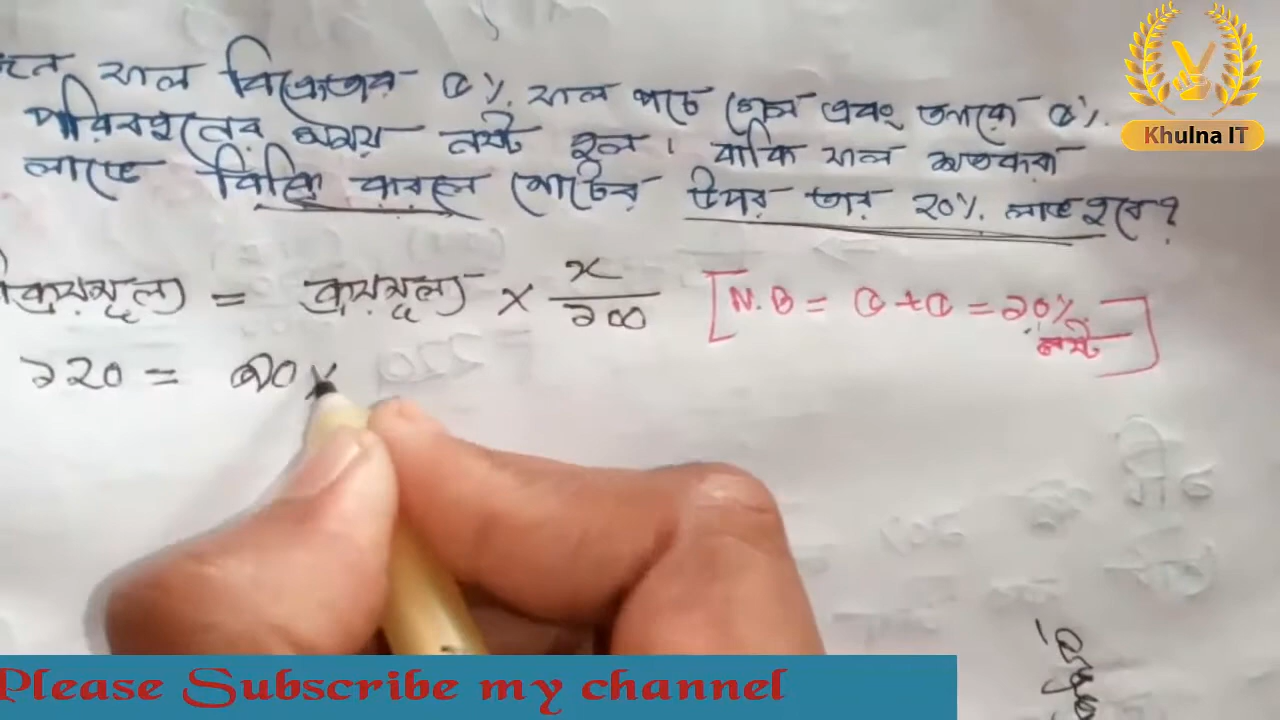 মাল বিক্রেতার ৫% মাল পচে গেল এবং আরো ৫%
পরিবহনের সময় নষ্ট হল। বাকি মাল শতকরা
লাভে বিক্রি করলে মোটের উপর তার ২০% লাভ হবে?
বিক্রয়মূল্য = ক্রয়মূল্য × x/১০০ [N.B = ৫+৫ = ১০% নষ্ট]
১২০ = ৯০ ×
Khulna IT
Please Subscribe my channel